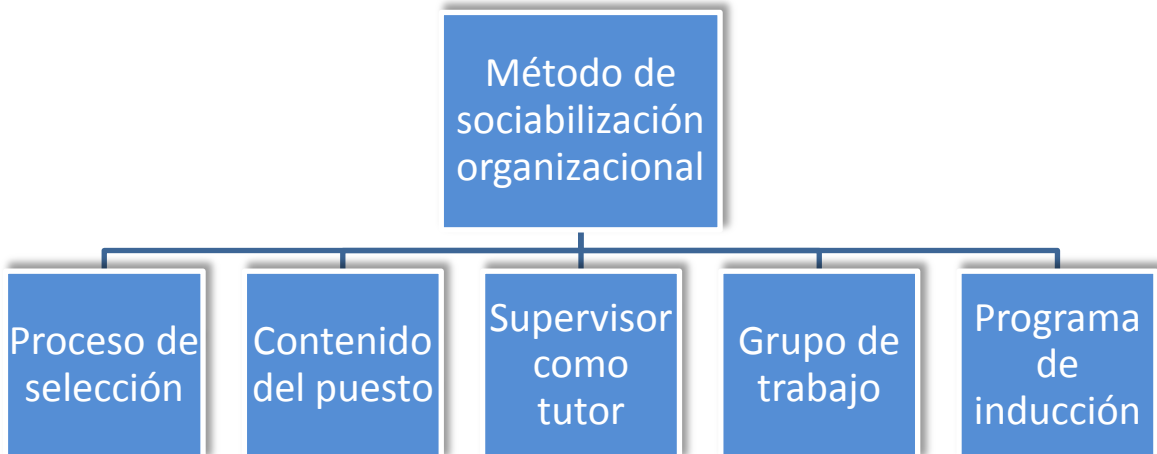 Método de
sociabilización
organizacional
Proceso de
selección
Contenido
del puesto
Supervisor
como
tutor
Grupo de
trabajo
Programa
de
inducción